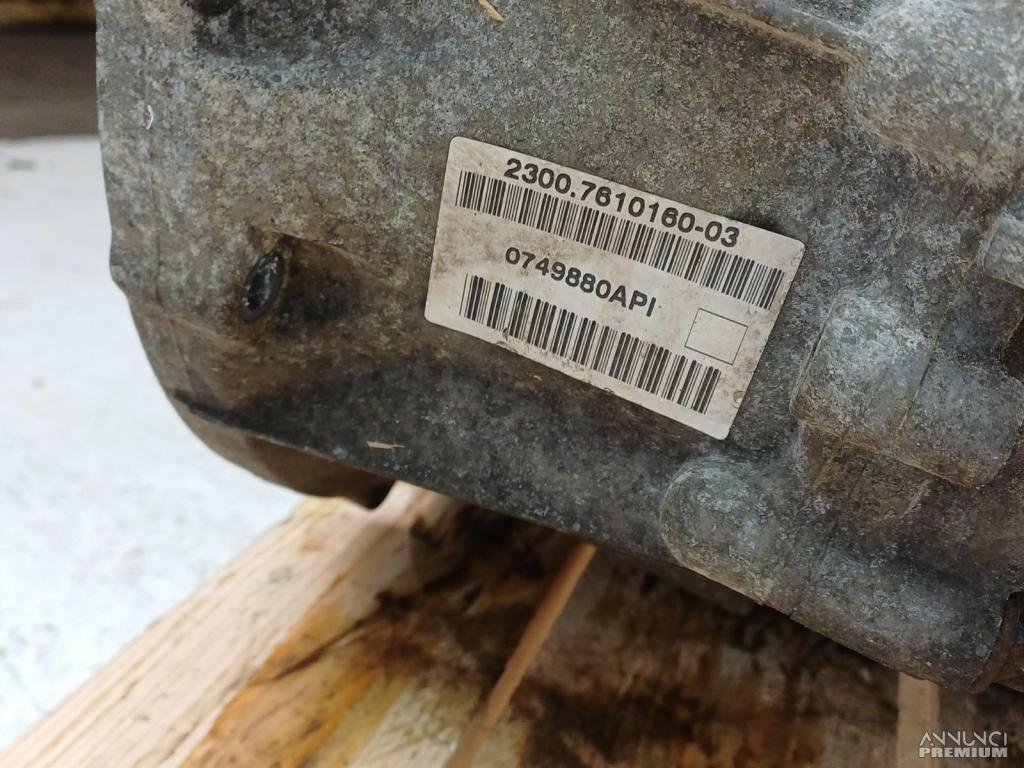 2300.7610160-03
0749880API
ANNUNCI
PREMIUM